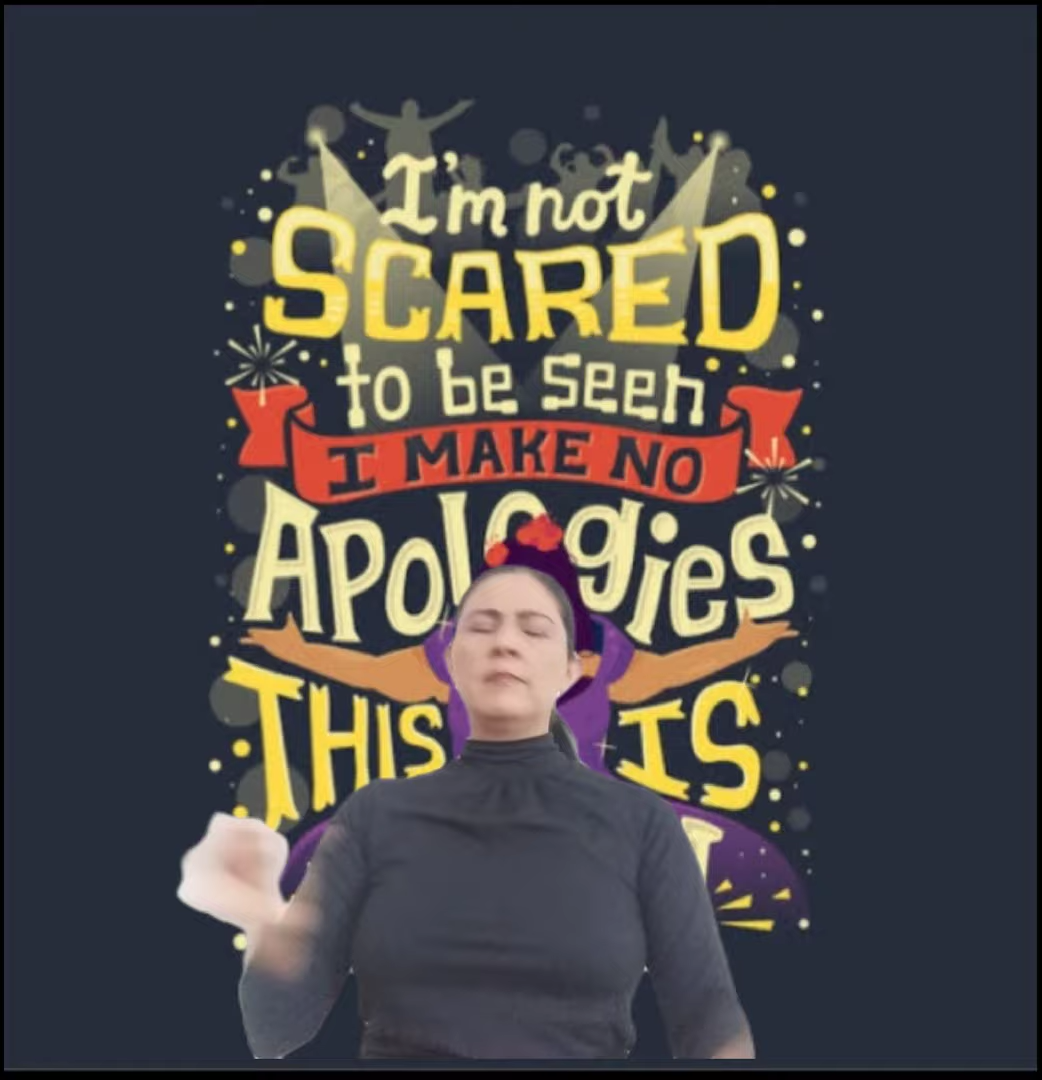 I'm not
SCARED
to be seen
I MAKE NO
Apologies
THIS IS